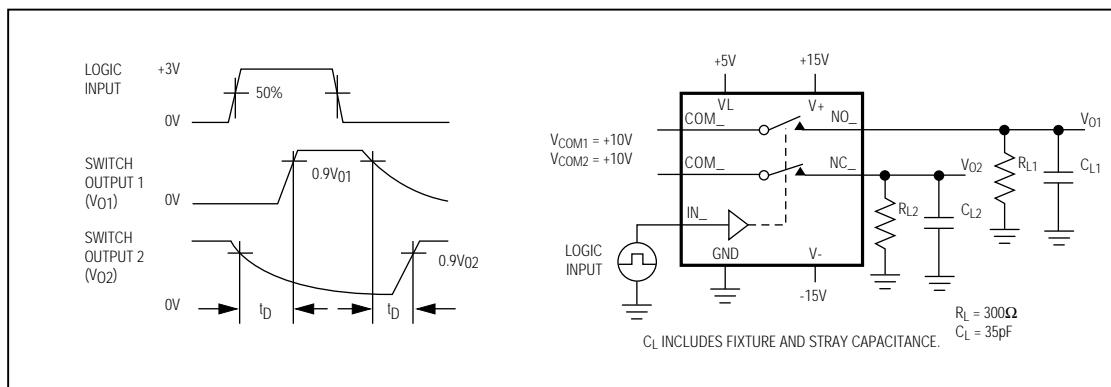 LOGIC
INPUT
+3V
50%
0V
SWITCH
OUTPUT 1
(VO1)
0.9VO1
0V
SWITCH
OUTPUT 2
(VO2)
0.9VO2
0V
tD
tD
+5V
+15V
VL
V+
COM_
NO_
VO1
VCOM1 = +10V
VCOM2 = +10V
COM_
NC_
VO2
RL1
CL1
RL2
CL2
IN_
LOGIC
INPUT
GND
V-
-15V
RL = 300Ω
CL = 35pF
CL INCLUDES FIXTURE AND STRAY CAPACITANCE.